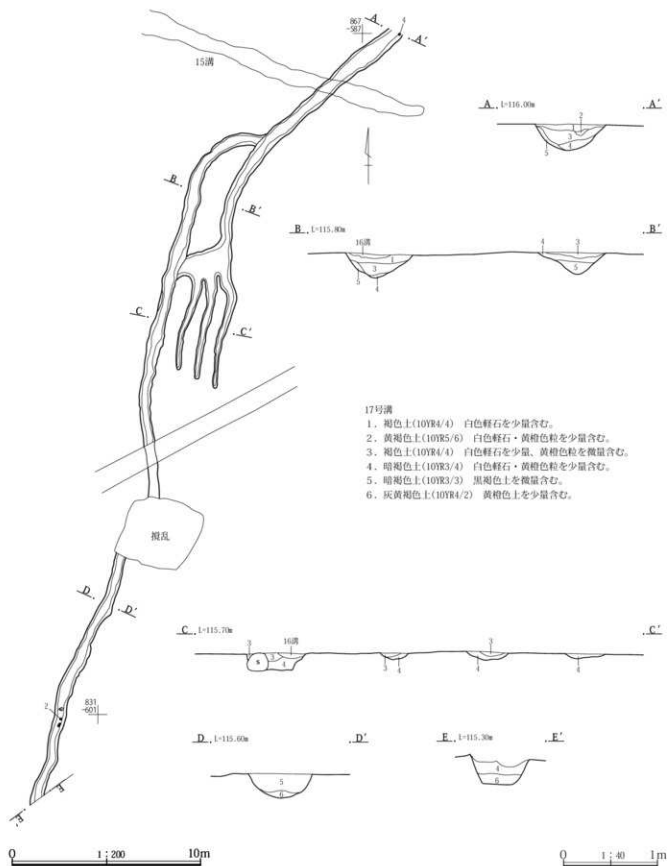 867
-587
A
4
A′
15溝
A L=116.00m A′
2
3
4
5
B
B′
B L=115.80m B′
16溝
1
3
5
4
4
3
5
C
C′
17号溝
1. 褐色土(10YR4/4) 白色軽石を少量含む。
2. 黄褐色土(10YR5/6) 白色軽石・黄橙色粒を少量含む。
3. 褐色土(10YR4/4) 白色軽石を少量、黄橙色粒を微量含む。
4. 暗褐色土(10YR3/4) 白色軽石・黄橙色粒を少量含む。
5. 暗褐色土(10YR3/3) 黒褐色土を微量含む。
6. 灰黄褐色土(10YR4/2) 黄橙色土を少量含む。
撹乱
D
D′
C L=115.70m C′
3
16溝
3
S
3
4
3
4
4
4
831
-601
2
D L=115.60m D′
5
6
E L=115.30m E′
4
6
E
E′
0 1:200 10m
0 1:40 1m